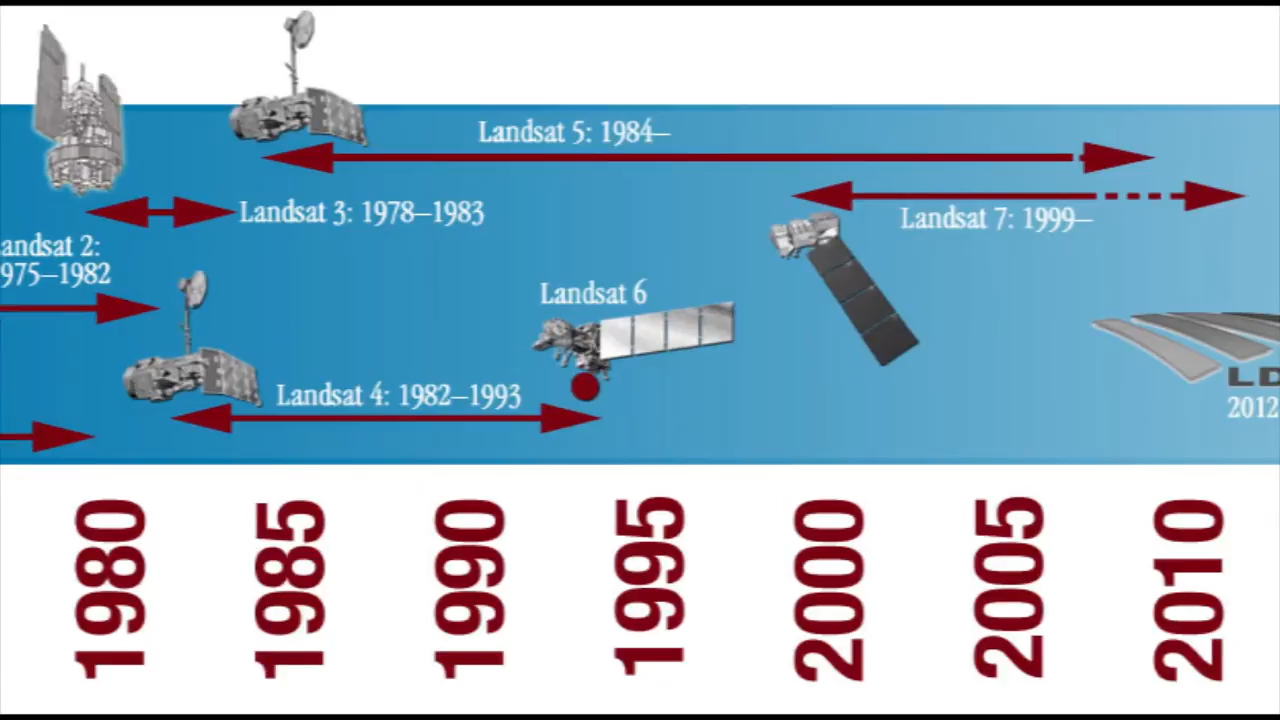 Landsat 5: 1984–
Landsat 3: 1978–1983
Landsat 7: 1999–
andsat 2:
975–1982
Landsat 6
Landsat 4: 1982–1993
LD
2012
1980
1985
1990
1995
2000
2005
2010